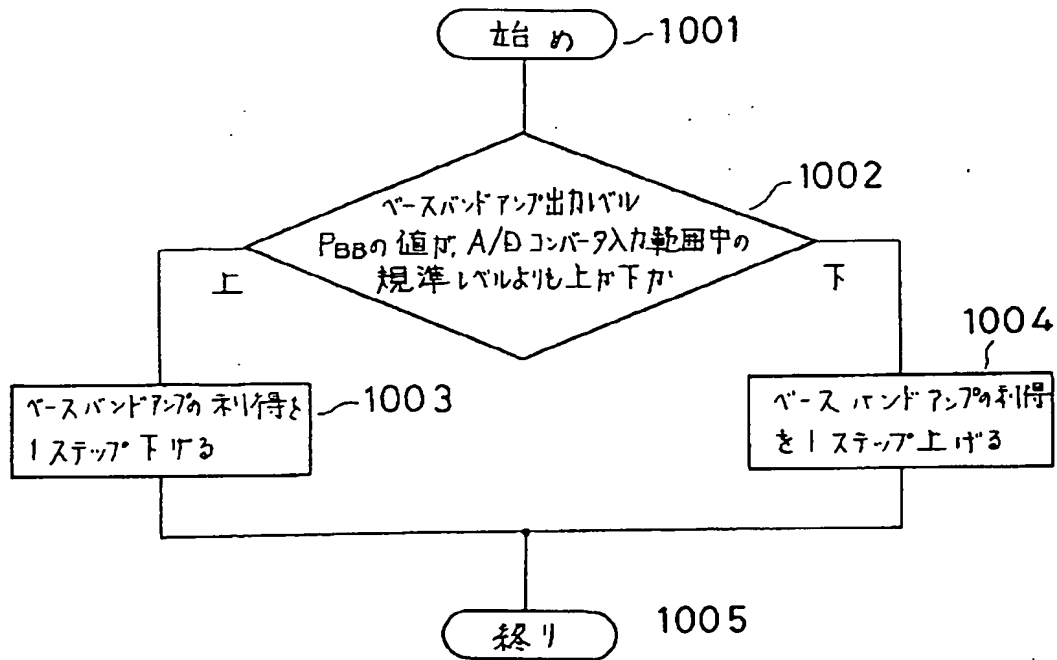 始め
1001
1002
ベースバンドアンプ出力レベル
PBBの値が、A/Dコンバータ入力範囲中の
規準レベルよりも上か下か
上
下
1004
ベースバンドアンプの利得を
1ステップ下げる
1003
ベースバンドアンプの利得
を1ステップ上げる
終り
1005